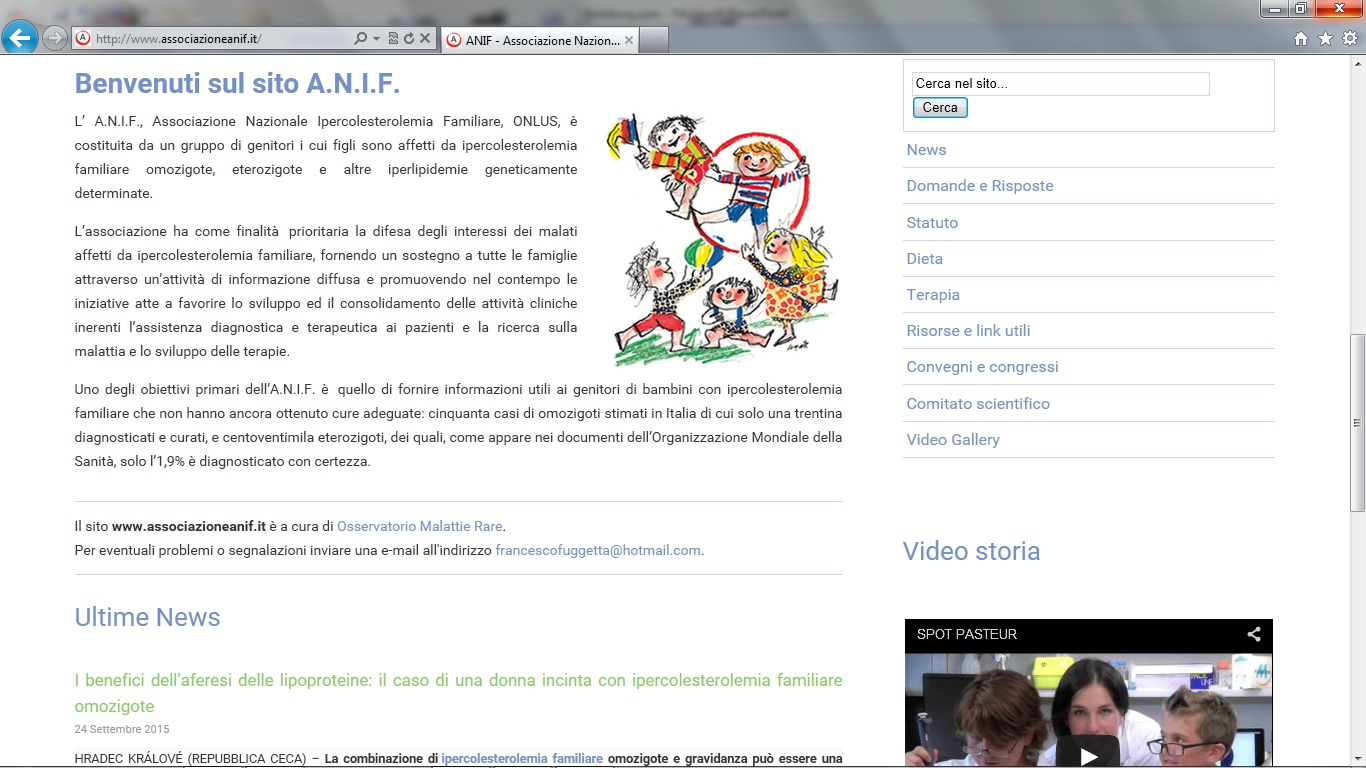 http://www.associazioneanif.it/
ANIF - Associazione Nazion...
Benvenuti sul sito A.N.I.F.
L’ A.N.I.F., Associazione Nazionale Ipercolesterolemia Familiare, ONLUS, è
costituita da un gruppo di genitori i cui figli sono affetti da ipercolesterolemia
familiare omozigote, eterozigote e altre iperlipidemie geneticamente
determinate.
L’associazione ha come finalità prioritaria la difesa degli interessi dei malati
affetti da ipercolesterolemia familiare, fornendo un sostegno a tutte le famiglie
attraverso un’attività di informazione diffusa e promuovendo nel contempo le
iniziative atte a favorire lo sviluppo ed il consolidamento delle attività cliniche
inerenti l’assistenza diagnostica e terapeutica ai pazienti e la ricerca sulla
malattia e lo sviluppo delle terapie.
Uno degli obiettivi primari dell’A.N.I.F. è quello di fornire informazioni utili ai genitori di bambini con ipercolesterolemia
familiare che non hanno ancora ottenuto cure adeguate: cinquanta casi di omozigoti stimati in Italia di cui solo una trentina
diagnosticati e curati, e centoventimila eterozigoti, dei quali, come appare nei documenti dell’Organizzazione Mondiale della
Sanità, solo l’1,9% è diagnosticato con certezza.
Il sito www.associazioneanif.it è a cura di Osservatorio Malattie Rare.
Per eventuali problemi o segnalazioni inviare una e-mail all'indirizzo francescofuggetta@hotmail.com.
Ultime News
I benefici dell’aferesi delle lipoproteine: il caso di una donna incinta con ipercolesterolemia familiare
omozigote
24 Settembre 2015
HRADEC KRÁLOVÉ (REPUBBLICA CECA) – La combinazione di ipercolesterolemia familiare omozigote e gravidanza può essere una
Cerca nel sito...
Cerca
News
Domande e Risposte
Statuto
Dieta
Terapia
Risorse e link utili
Convegni e congressi
Comitato scientifico
Video Gallery
Video storia
SPOT PASTEUR